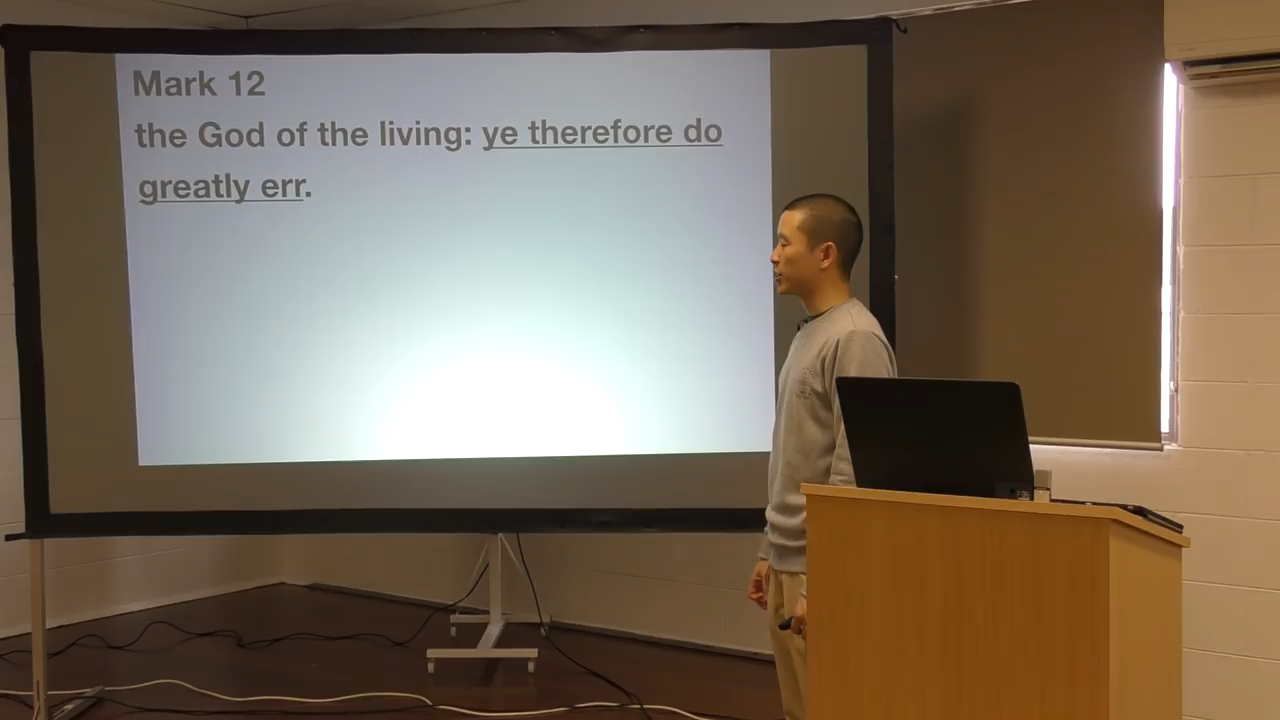 Mark 12
the God of the living: ye therefore do
greatly err.